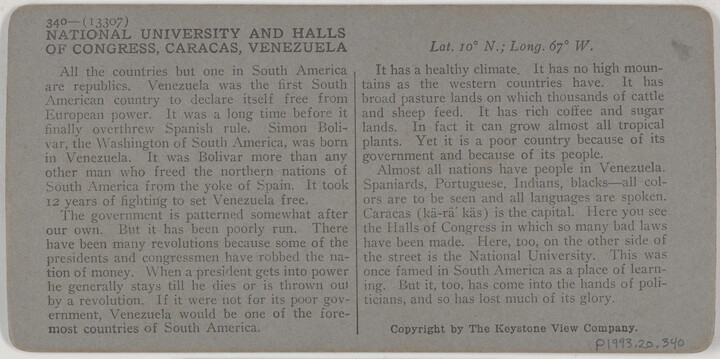 340—(13307)
NATIONAL UNIVERSITY AND HALLS
OF CONGRESS, CARACAS, VENEZUELA
Lat. 10° N.; Long. 67° W.
All the countries but one in South America
are republics. Venezuela was the first South
American country to declare itself free from
European power. It was a long time before it
finally overthrew Spanish rule. Simon Boli-
var, the Washington of South America, was born
in Venezuela. It was Bolivar more than any
other man who freed the northern nations of
South America from the yoke of Spain. It took
12 years of fighting to set Venezuela free.
The government is patterned somewhat after
our own. But it has been poorly run. There
have been many revolutions because some of the
presidents and congressmen have robbed the na-
tion of money. When a president gets into power
he generally stays till he dies or is thrown out
by a revolution. If it were not for its poor gov-
ernment, Venezuela would be one of the fore-
most countries of South America.
It has a healthy climate. It has no high moun-
tains as the western countries have. It has
broad pasture lands on which thousands of cattle
and sheep feed. It has rich coffee and sugar
lands. In fact it can grow almost all tropical
plants. Yet it is a poor country because of its
government and because of its people.
Almost all nations have people in Venezuela.
Spaniards, Portuguese, Indians, blacks—all col-
ors are to be seen and all languages are spoken.
Caracas (kä-rä´ käs) is the capital. Here you see
the Halls of Congress in which so many bad laws
have been made. Here, too, on the other side of
the street is the National University. This was
once famed in South America as a place of learn-
ing. But it, too, has come into the hands of poli-
ticians, and so has lost much of its glory.
Copyright by The Keystone View Company.
P1993.20.340